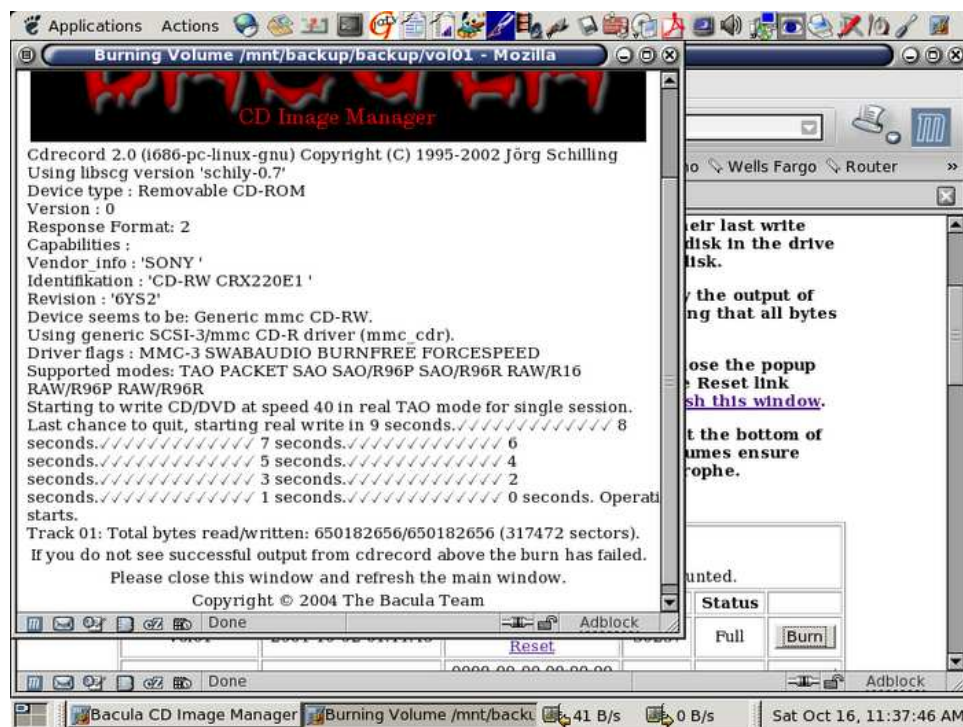 Applications Actions
Burning Volume /mnt/backup/backup/vol01 - Mozilla
CD Image Manager
Cdrecord 2.0 (i686-pc-linux-gnu) Copyright (C) 1995-2002 Jörg Schilling
Using libscg version 'schily-0.7'
Device type : Removable CD-ROM
Version : 0
Response Format: 2
Capabilities :
Vendor_info : 'SONY '
Identifikation : 'CD-RW CRX220E1 '
Revision : '6YS2'
Device seems to be: Generic mmc CD-RW.
Using generic SCSI-3/mmc CD-R driver (mmc_cdr).
Driver flags : MMC-3 SWABAUDIO BURNFREE FORCESPEED
Supported modes: TAO PACKET SAO SAO/R96P SAO/R96R RAW/R16
RAW/R96P RAW/R96R
Starting to write CD/DVD at speed 40 in real TAO mode for single session.
Last chance to quit, starting real write in 9 seconds.✓✓✓✓✓✓✓✓✓✓✓✓✓ 8
seconds.✓✓✓✓✓✓✓✓✓✓✓✓✓ 7 seconds.✓✓✓✓✓✓✓✓✓✓✓✓✓ 6
seconds.✓✓✓✓✓✓✓✓✓✓✓✓✓ 5 seconds.✓✓✓✓✓✓✓✓✓✓✓✓✓ 4
seconds.✓✓✓✓✓✓✓✓✓✓✓✓✓ 3 seconds.✓✓✓✓✓✓✓✓✓✓✓✓✓ 2
seconds.✓✓✓✓✓✓✓✓✓✓✓✓✓ 1 seconds.✓✓✓✓✓✓✓✓✓✓✓✓✓ 0 seconds. Operati
starts.
Track 01: Total bytes read/written: 650182656/650182656 (317472 sectors).
If you do not see successful output from cdrecord above the burn has failed.
Please close this window and refresh the main window.
Copyright © 2004 The Bacula Team
Done
Adblock
Wells Fargo Router »
eir last write
disk in the drive
disk.
the output of
ng that all bytes
ose the popup
Reset link
sh this window.
t the bottom of
umes ensure
rophe.
unted.
Status
Reset
Full
Burn
Done
Adblock
Bacula CD Image Manager
Burning Volume /mnt/backu
41 B/s
0 B/s
Sat Oct 16, 11:37:46 AM